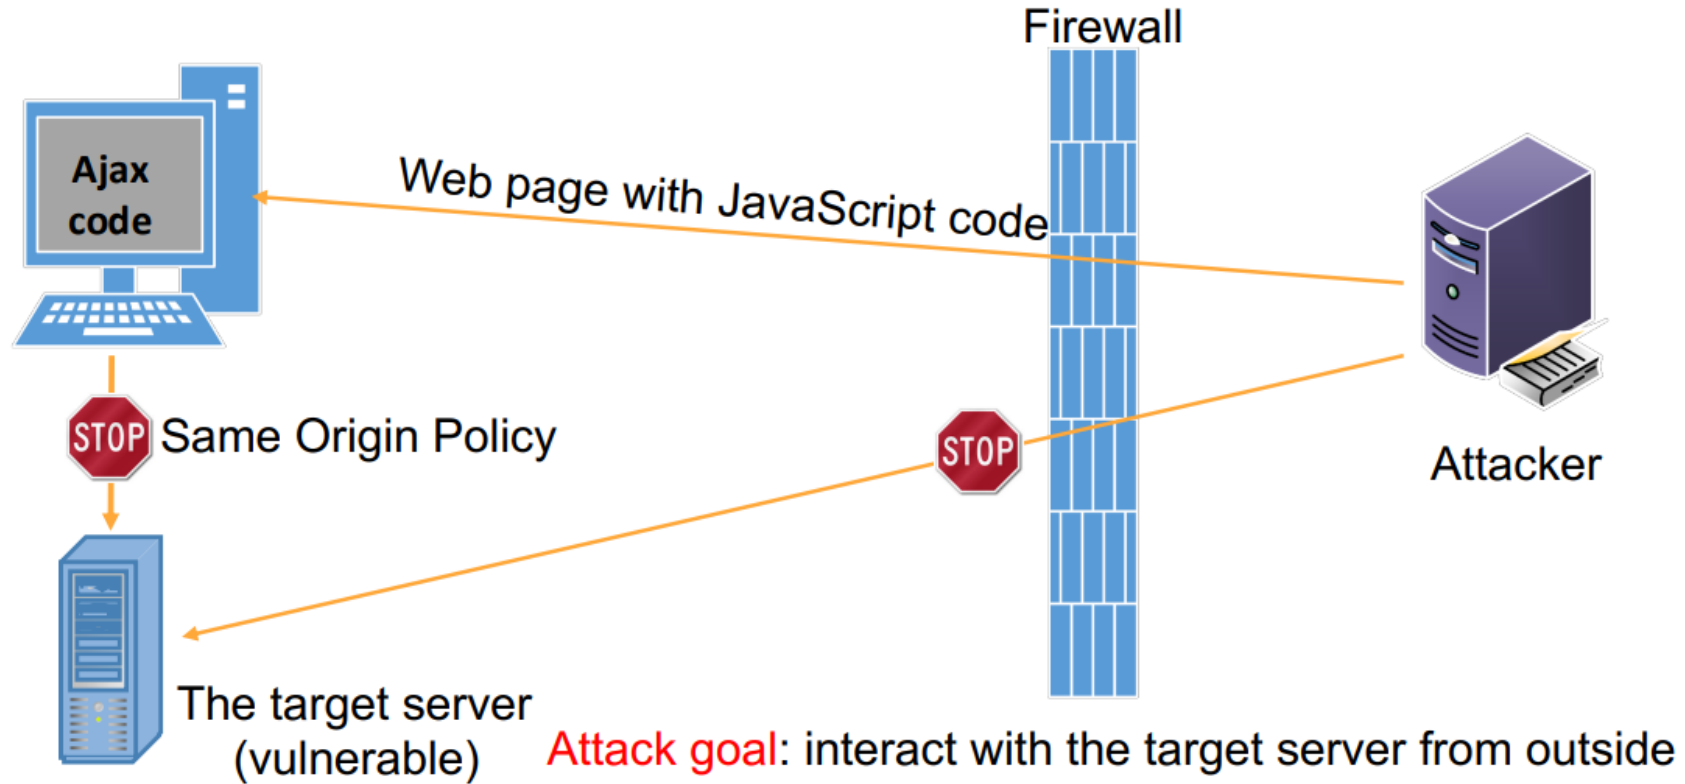 Firewall
Ajax
code
Web page with JavaScript code
STOP
Same Origin Policy
STOP
Attacker
The target server
(vulnerable)
Attack goal: interact with the target server from outside